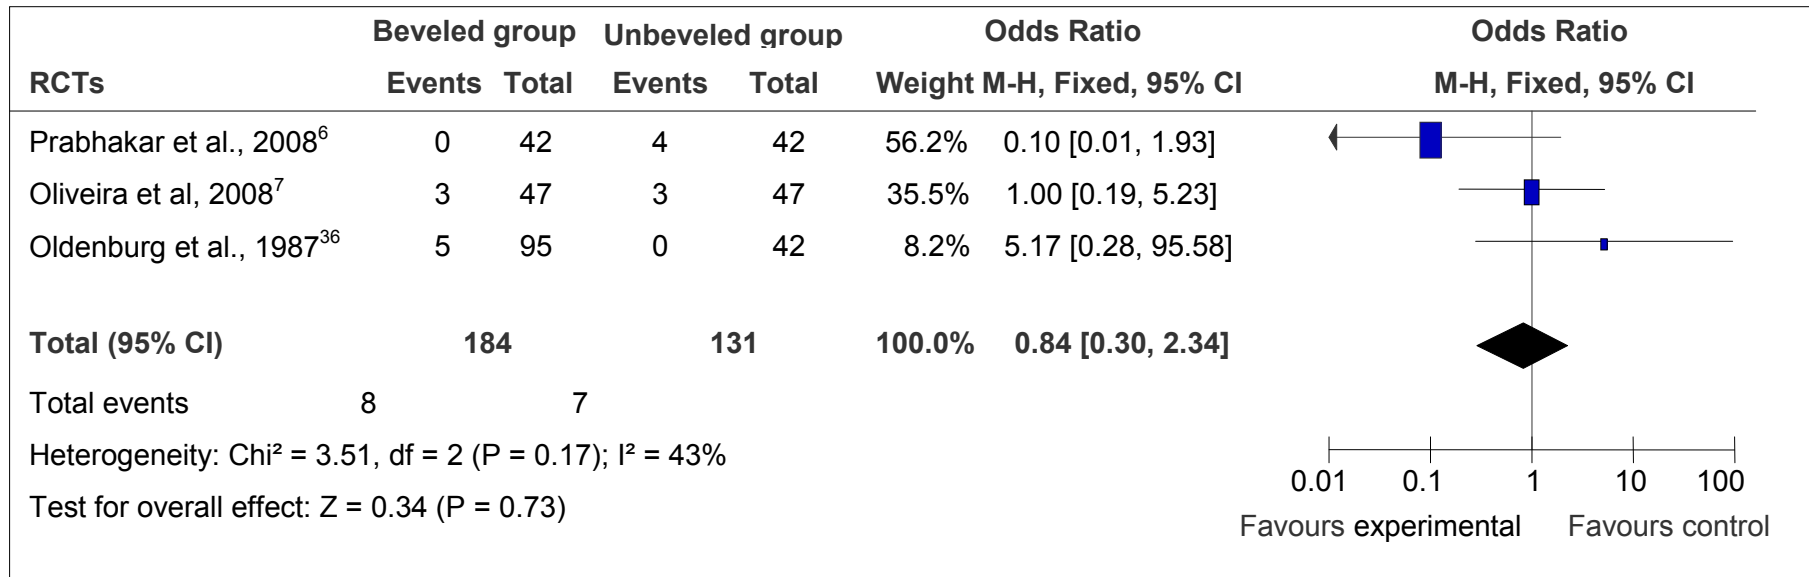 Beveled group Unbeveled group Odds Ratio Odds Ratio
RCTs Events Total Events Total Weight M-H, Fixed, 95% CI M-H, Fixed, 95% CI
Prabhakar et al., 2008⁶ 0 42 4 42 56.2% 0.10 [0.01, 1.93]
Oliveira et al, 2008⁷ 3 47 3 47 35.5% 1.00 [0.19, 5.23]
Oldenburg et al., 1987³⁶ 5 95 0 42 8.2% 5.17 [0.28, 95.58]
Total (95% CI) 184 131 100.0% 0.84 [0.30, 2.34]
Total events 8 7
Heterogeneity: Chi² = 3.51, df = 2 (P = 0.17); I² = 43%
Test for overall effect: Z = 0.34 (P = 0.73)
0.01 0.1 1 10 100
Favours experimental Favours control